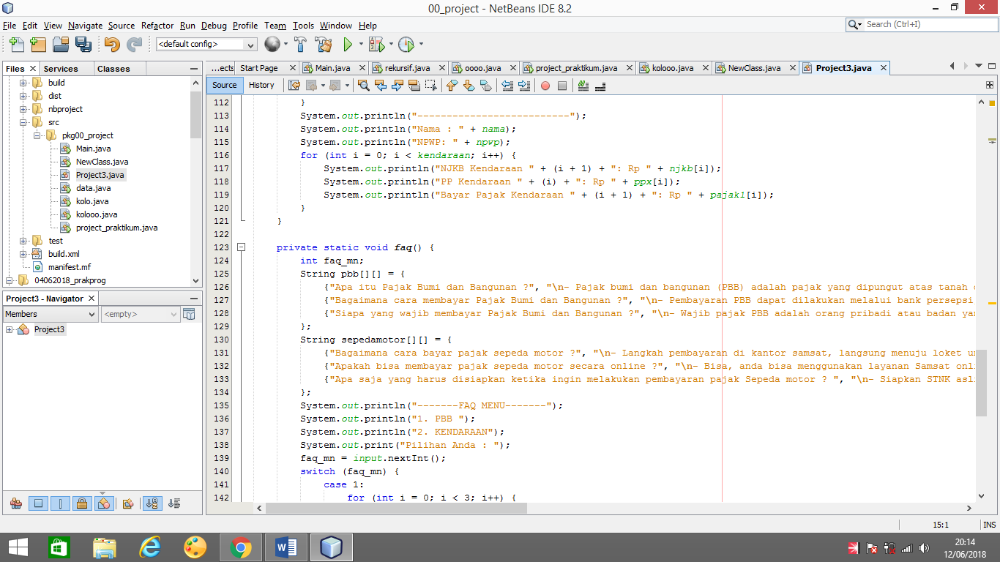 00_project - NetBeans IDE 8.2
File Edit View Navigate Source Refactor Run Debug Profile Team Tools Window Help
Search (Ctrl+I)
<default config>
Files Services Classes
...ects Start Page Main.java rekursif.java oooo.java project_praktikum.java kolooo.java NewClass.java Project3.java
Source History
build
dist
nbproject
src
pkg00_project
Main.java
NewClass.java
Project3.java
data.java
kolo.java
kolooo.java
project_praktikum.java
test
build.xml
manifest.mf
04062018_prakprog
Project3 - Navigator
Members <empty>
Project3
112 }
113 System.out.println("--------------------------");
114 System.out.println("Nama : " + nama);
115 System.out.println("NPWP: " + npwp);
116 for (int i = 0; i < kendaraan; i++) {
117 System.out.println("NJKB Kendaraan " + (i + 1) + ": Rp " + njkb[i]);
118 System.out.println("PP Kendaraan " + (i) + ": Rp " + ppx[i]);
119 System.out.println("Bayar Pajak Kendaraan " + (i + 1) + ": Rp " + pajak1[i]);
120 }
121 }
122
123 private static void faq() {
124 int faq_mn;
125 String pbb[][] = {
126 {"Apa itu Pajak Bumi dan Bangunan ?", "\n- Pajak bumi dan bangunan (PBB) adalah pajak yang dipungut atas tanah
127 {"Bagaimana cara membayar Pajak Bumi dan Bangunan ?", "\n- Pembayaran PBB dapat dilakukan melalui bank persepsi
128 {"Siapa yang wajib membayar Pajak Bumi dan Bangunan ?", "\n- Wajib pajak PBB adalah orang pribadi atau badan yan
129 };
130 String sepedamotor[][] = {
131 {"Bagaimana cara bayar pajak sepeda motor ?", "\n- Langkah pembayaran di kantor samsat, langsung menuju loket un
132 {"Apakah bisa membayar pajak sepeda motor secara online ?", "\n- Bisa, anda bisa menggunakan layanan Samsat onli
133 {"Apa saja yang harus disiapkan ketika ingin melakukan pembayaran pajak Sepeda motor ? ", "\n- Siapkan STNK asli
134 };
135 System.out.println("-------FAQ MENU-------");
136 System.out.println("1. PBB ");
137 System.out.println("2. KENDARAAN");
138 System.out.print("Pilihan Anda : ");
139 faq_mn = input.nextInt();
140 switch (faq_mn) {
141 case 1:
142 for (int i = 0; i < 3; i++) {
15:1 INS
20:14
12/06/2018